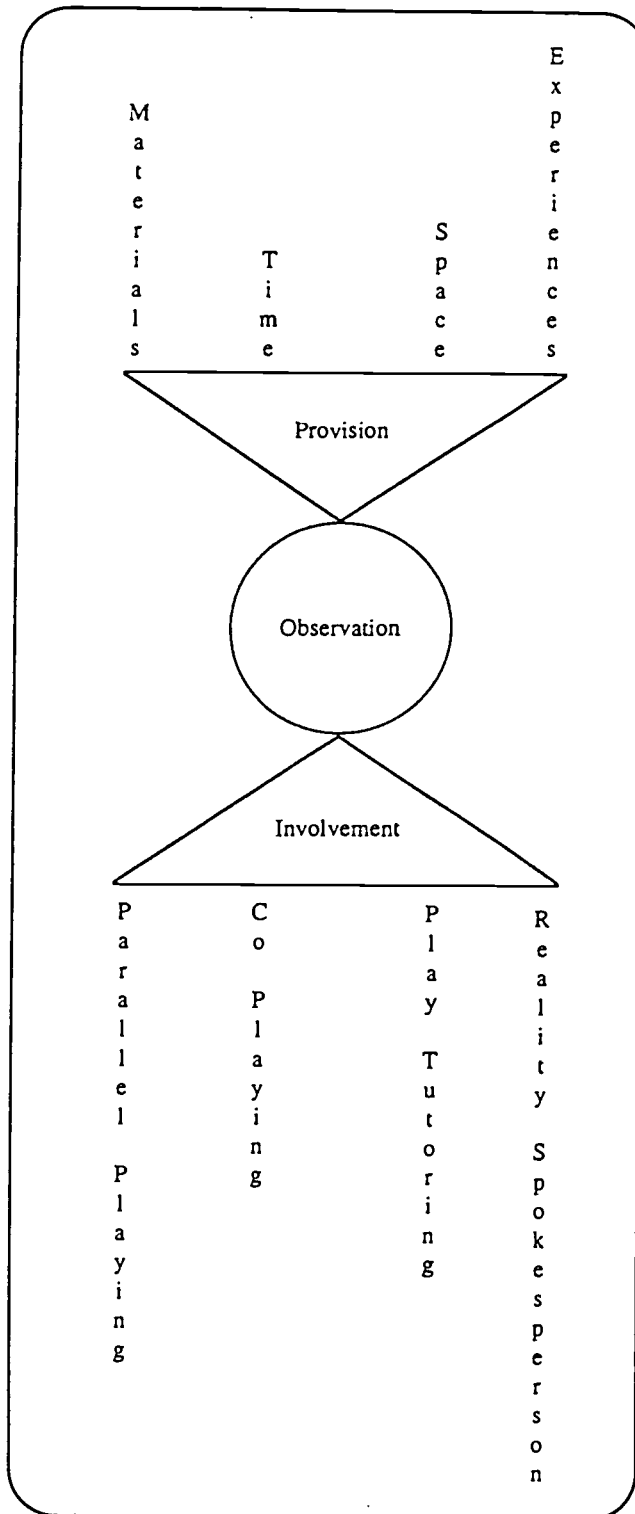 Materials
Time
Space
Experiences
Provision
Observation
Involvement
Parallel Playing
Co Playing
Play Tutoring
Reality Spokesperson